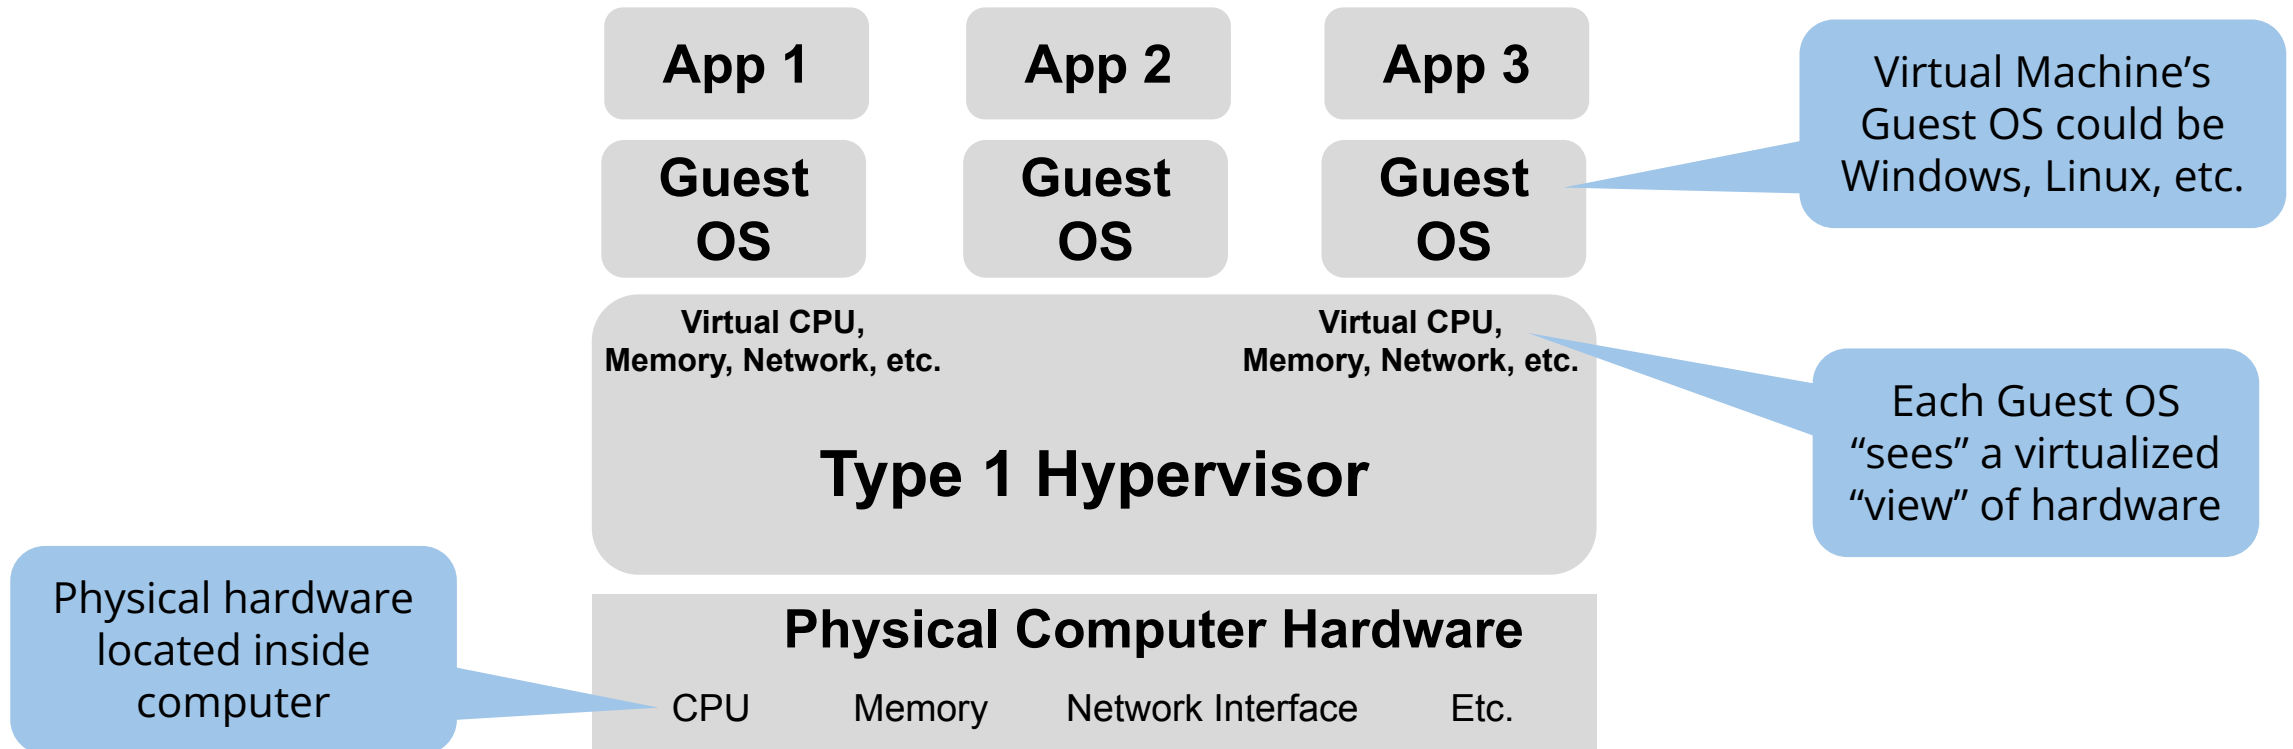 App 1
App 2
App 3
Virtual Machine’s
Guest OS could be
Windows, Linux, etc.
Guest
OS
Guest
OS
Guest
OS
Virtual CPU,
Memory, Network, etc.
Virtual CPU,
Memory, Network, etc.
Each Guest OS
“sees” a virtualized
“view” of hardware
Type 1 Hypervisor
Physical hardware
located inside
computer
Physical Computer Hardware
CPU
Memory
Network Interface
Etc.